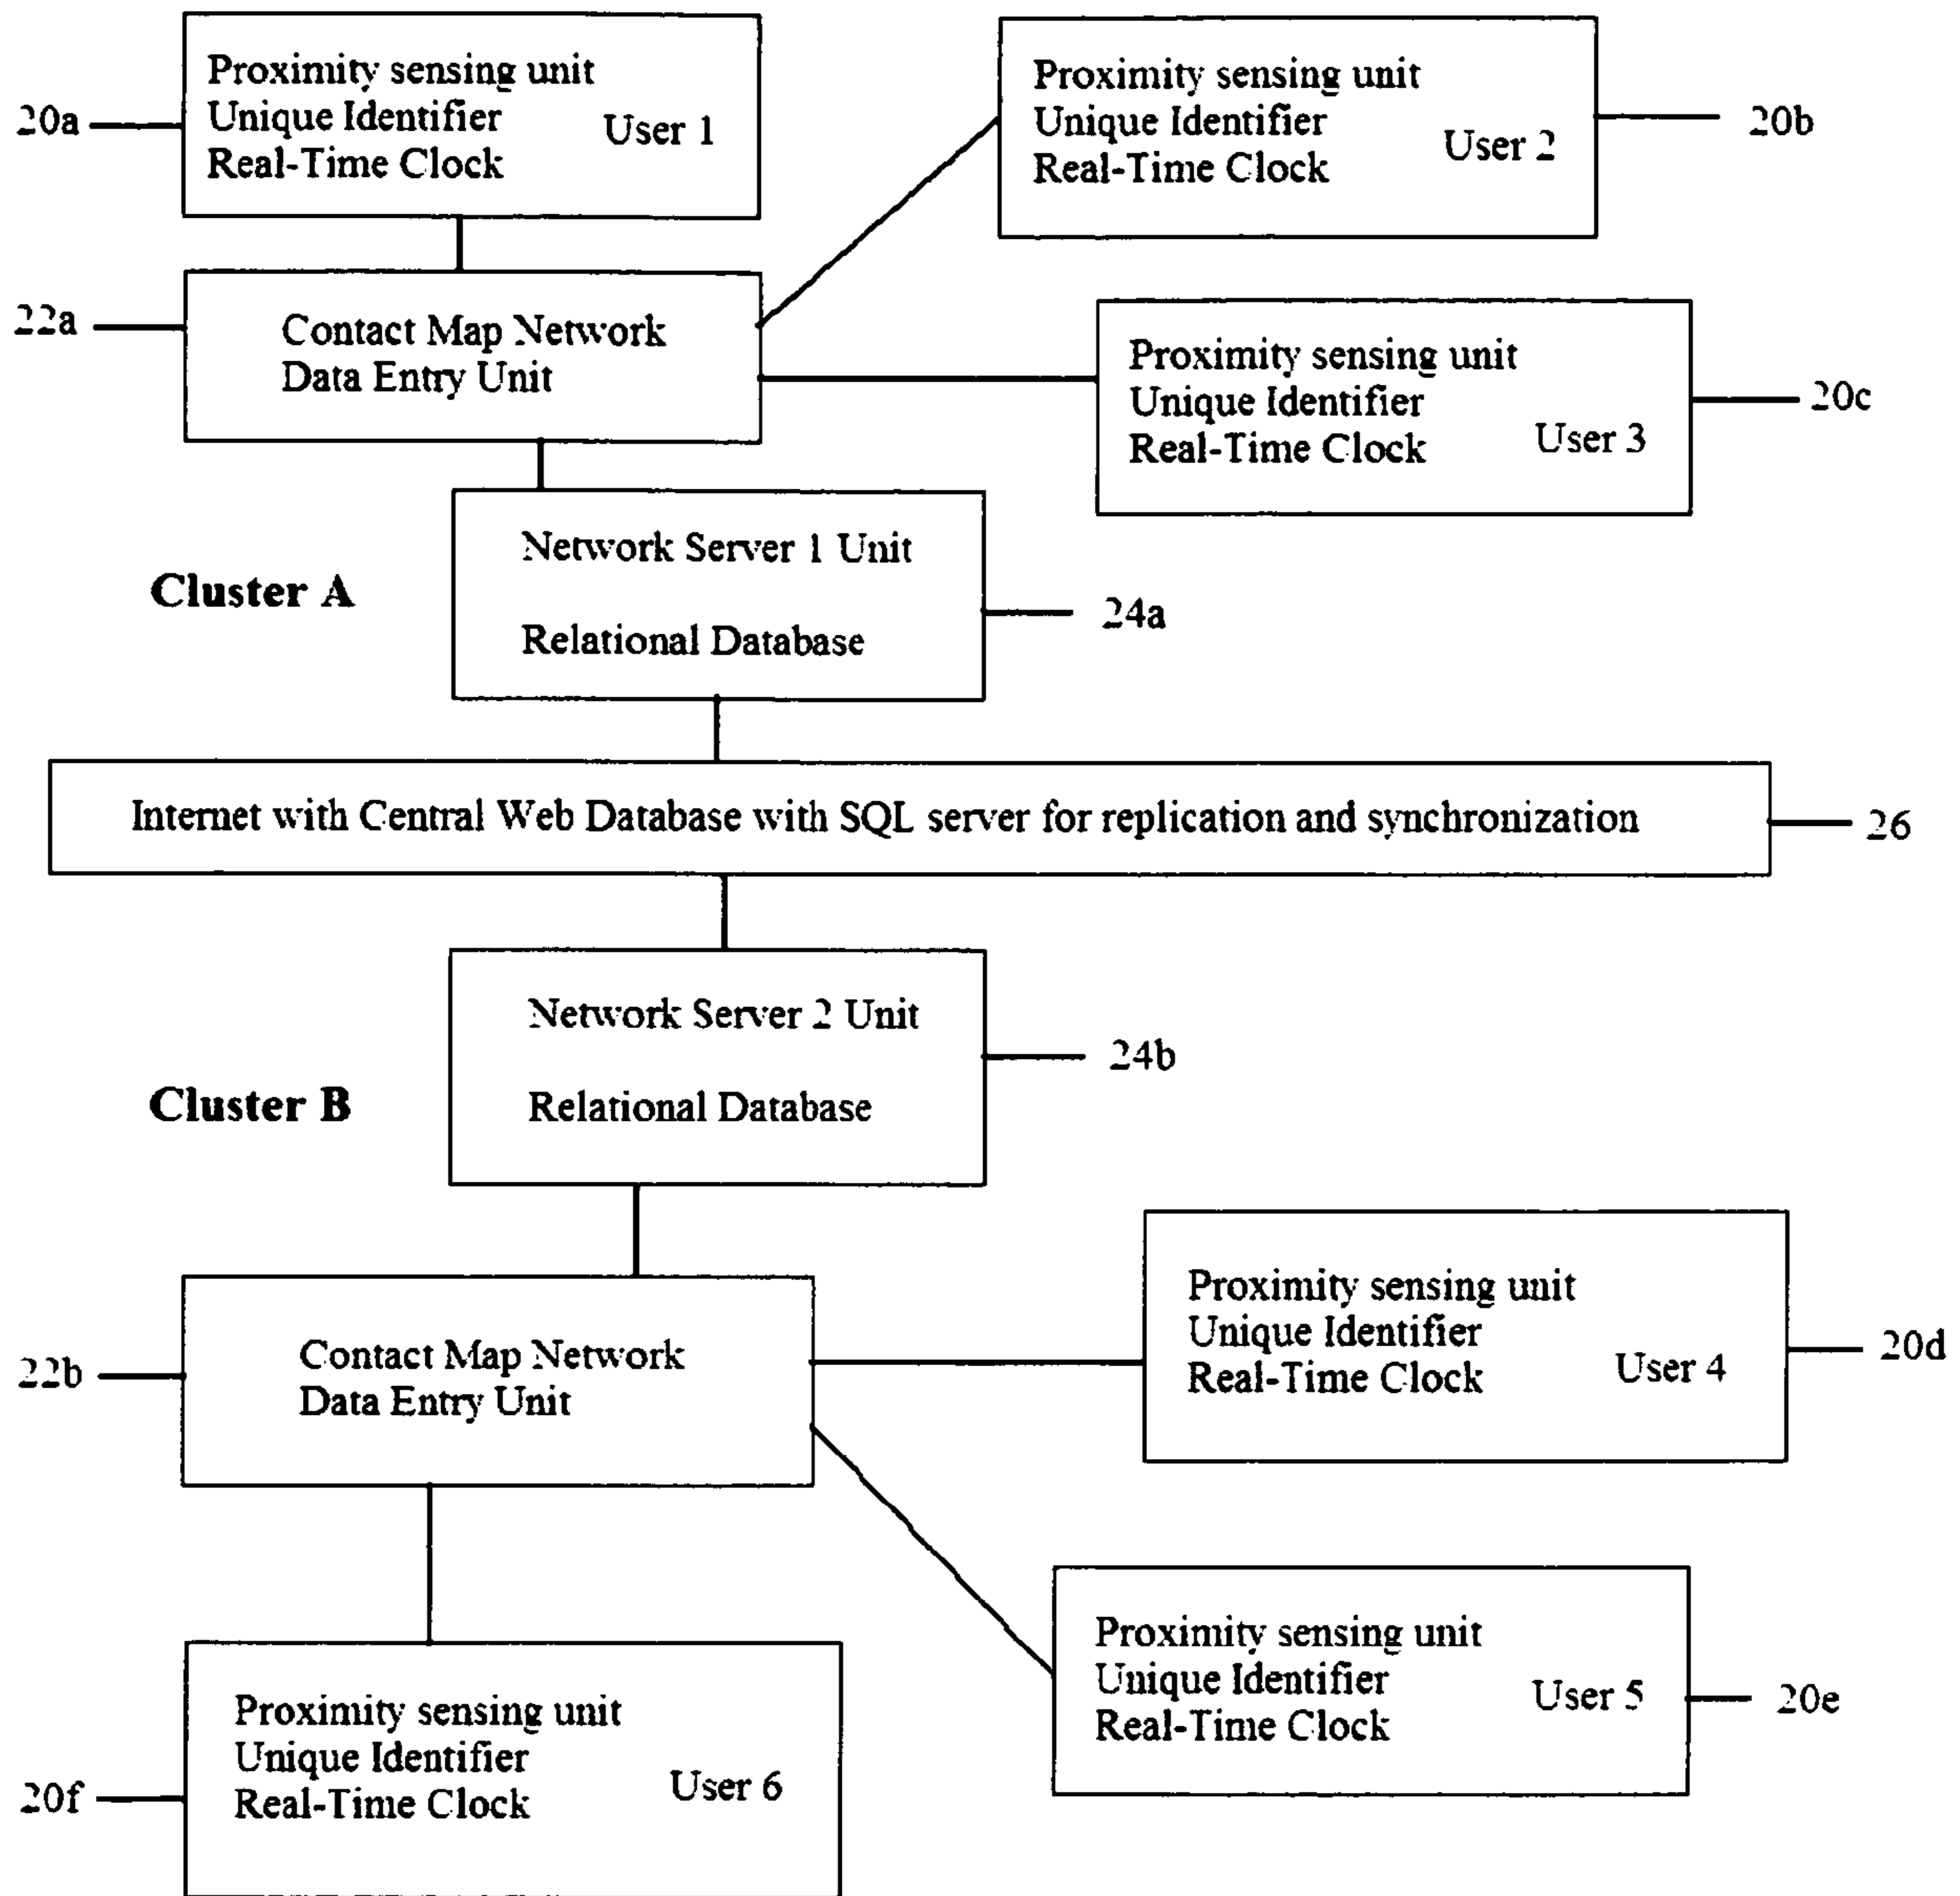 Proximity sensing unit
Unique Identifier
Real-Time Clock
User 1
20a
Proximity sensing unit
Unique Identifier
Real-Time Clock
User 2
20b
22a
Contact Map Network
Data Entry Unit
Proximity sensing unit
Unique Identifier
Real-Time Clock
User 3
20c
Network Server 1 Unit
Relational Database
Cluster A
24a
Internet with Central Web Database with SQL server for replication and synchronization
26
Network Server 2 Unit
Relational Database
24b
Cluster B
22b
Contact Map Network
Data Entry Unit
Proximity sensing unit
Unique Identifier
Real-Time Clock
User 4
20d
Proximity sensing unit
Unique Identifier
Real-Time Clock
User 5
20e
Proximity sensing unit
Unique Identifier
Real-Time Clock
User 6
20f